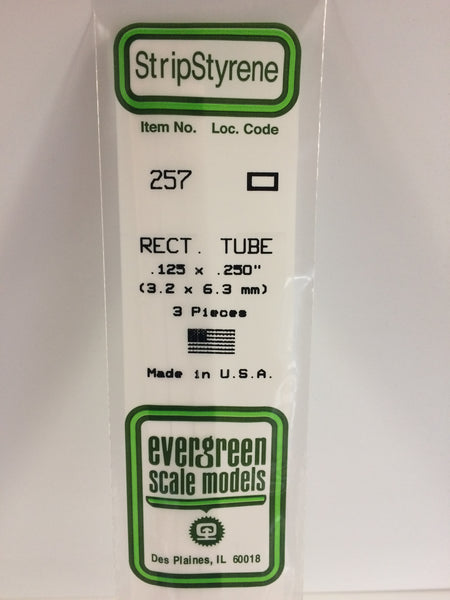 StripStyrene
Item No. Loc. Code
257
RECT. TUBE
.125 x .250"
(3.2 x 6.3 mm)
3 Pieces
Made in U.S.A.
evergreen
scale models
Des Plaines, IL 60018